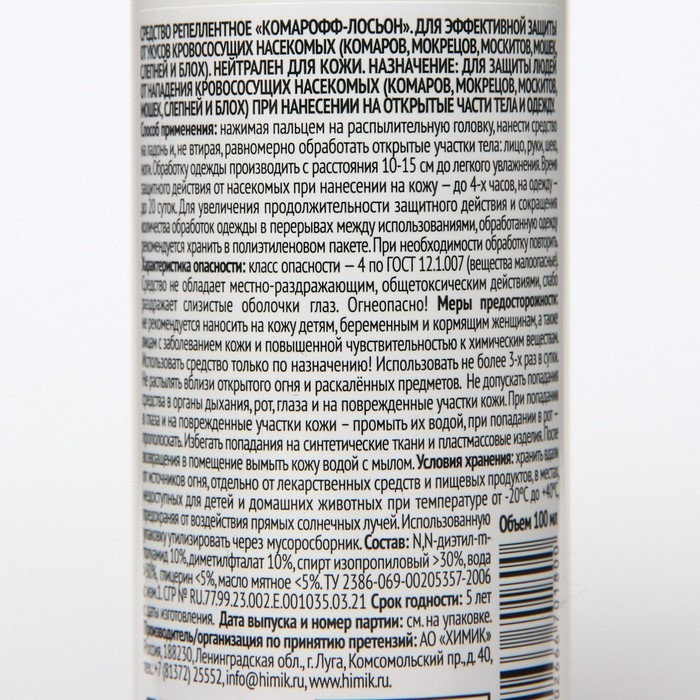 СРЕДСТВО РЕПЕЛЛЕНТНОЕ «КОМАРОФФ-ЛОСЬОН». ДЛЯ ЭФФЕКТИВНОЙ ЗАЩИТЫ
ОТ УКУСОВ КРОВОСОСУЩИХ НАСЕКОМЫХ (КОМАРОВ, МОКРЕЦОВ, МОСКИТОВ, МОШЕК,
СЛЕПНЕЙ И БЛОХ). НЕЙТРАЛЕН ДЛЯ КОЖИ. НАЗНАЧЕНИЕ: ДЛЯ ЗАЩИТЫ ЛЮДЕЙ
ОТ НАПАДЕНИЯ КРОВОСОСУЩИХ НАСЕКОМЫХ (КОМАРОВ, МОКРЕЦОВ, МОСКИТОВ,
МОШЕК, СЛЕПНЕЙ И БЛОХ) ПРИ НАНЕСЕНИИ НА ОТКРЫТЫЕ ЧАСТИ ТЕЛА И ОДЕЖДУ.
Способ применения: нажимая пальцем на распылительную головку, нанести средство
на ладонь и, не втирая, равномерно обработать открытые участки тела: лицо, руки, шею,
ноги. Обработку одежды производить с расстояния 10-15 см до легкого увлажнения. Время
защитного действия от насекомых при нанесении на кожу — до 4-х часов, на одежду –
до 20 суток. Для увеличения продолжительности защитного действия и сокращения
количества обработок одежды в перерывах между использованиями, обработанную одежду
рекомендуется хранить в полиэтиленовом пакете. При необходимости обработку повторить.
Характеристика опасности: класс опасности — 4 по ГОСТ 12.1.007 (вещества малоопасные).
Средство не обладает местно-раздражающим, общетоксическим действиями, слабо
раздражает слизистые оболочки глаз. Огнеопасно! Меры предосторожности:
не рекомендуется наносить на кожу детям, беременным и кормящим женщинам, а также
лицам с заболеванием кожи и повышенной чувствительностью к химическим веществам.
Использовать средство только по назначению! Использовать не более 3-х раз в сутки.
Не распылять вблизи открытого огня и раскалённых предметов. Не допускать попадания
средства в органы дыхания, рот, глаза и на поврежденные участки кожи. При попадании
в глаза и на поврежденные участки кожи – промыть их водой, при попадании в рот –
прополоскать. Избегать попадания на синтетические ткани и пластмассовые изделия. После
возвращения в помещение вымыть кожу водой с мылом. Условия хранения: хранить вдали
от источников огня, отдельно от лекарственных средств и пищевых продуктов, в местах,
недоступных для детей и домашних животных при температуре от -20°С до +40°С,
предохраняя от воздействия прямых солнечных лучей. Использованную
упаковку утилизировать через мусоросборник. Состав: N,N-диэтил-m-
толуамид 10%, диметилфталат 10%, спирт изопропиловый >30%, вода
>30%, глицерин <5%, масло мятное <5%. ТУ 2386-069-00205357-2006
с изм.1. СГР № RU.77.99.23.002.Е.001035.03.21 Срок годности: 5 лет
с даты изготовления. Дата выпуска и номер партии: см. на упаковке.
Производитель/организация по принятию претензий: АО «ХИМИК»
Россия, 188230, Ленинградская обл., г. Луга, Комсомольский пр., д. 40,
тел. +7 (81372) 25552, info@himik.ru, www.himik.ru.
Объем 100 мл